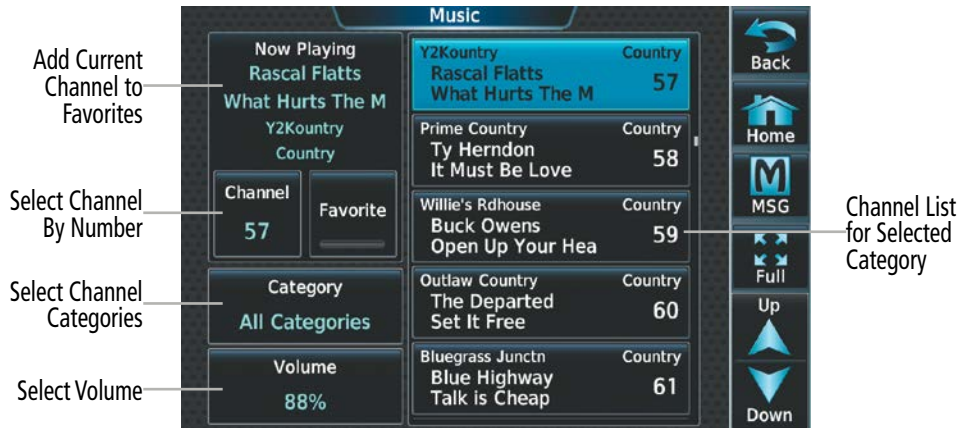 Music
Add Current
Channel to
Favorites
Select Channel
By Number
Select Channel
Categories
Select Volume
Now Playing
Rascal Flatts
What Hurts The M
Y2Kountry
Country
Channel
57
Favorite
Category
All Categories
Volume
88%
Y2Kountry Country
Rascal Flatts 57
What Hurts The M
Prime Country Country
Ty Herndon 58
It Must Be Love
Willie's Rdhouse Country
Buck Owens 59
Open Up Your Hea
Outlaw Country Country
The Departed 60
Set It Free
Bluegrass Junctn Country
Blue Highway 61
Talk is Cheap
Back
Home
M
MSG
Full
Up
Down
Channel List
for Selected
Category